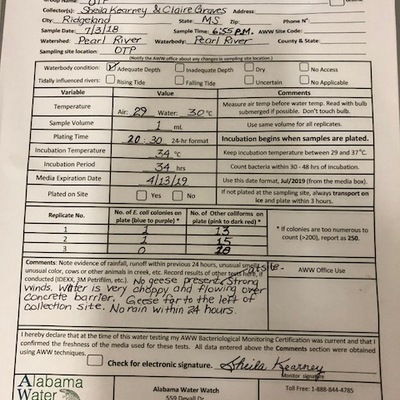 Group Name: OTP
Collector(s): Sheila Kearney & Claire Graves Address:
City: Ridgeland State: MS Zip: Phone N°
Sample Date: 7/3/18 Sample Time: 6:55 P.M. AWW Site Code:
Watershed: Pearl River Waterbody: Pearl River County & State:
Sampling site location: OTP
(Notify the AWW office about any changes in sampling site location.)
Waterbody condition: Adequate Depth Inadequate Depth Dry No Access
Tidally influenced rivers: Rising Tide Falling Tide Uncertain No Applicable
Variable Value Comments
Temperature Air: 29 Water: 30 °C Measure air temp before water temp. Read with bulb submerged if possible. Don't touch bulb.
Sample Volume 1 mL Use same volume for all replicates.
Plating Time 20:30 24-hr format Incubation begins when samples are plated.
Incubation Temperature 34 °C Keep incubation temperature between 29 and 37°C.
Incubation Period 34 hrs Count bacteria within 30 - 48 hrs of incubation.
Media Expiration Date 4/13/19 Use this date format, Jul/2019 (from the media box).
Plated on Site Yes No If not plated at the sampling site, always transport on ice and plate within 3 hours.
Replicate No. No. of E. coli colonies on plate (blue to purple) * No. of Other coliforms on plate (pink to dark red) * * If colonies are too numerous to count (>200), report as 250.
1 1 13
2 1 15
3 0
Comments: Note evidence of rainfall, runoff within previous 24 hours, unusual smell,
unusual color, cows or other animals in creek, etc. Record results of other tests here, if
conducted (IDEXX, 3M Petrifilm, etc.). No geese present at site. Strong
winds. Water is very choppy and flowing over
concrete barrier. Geese far to the left of
collection site. No rain within 24 hours.
AWW Office Use
I hereby declare that at the time of this water testing my AWW Bacteriological Monitoring Certification was current and that I
confirmed the freshness of the media used for these tests. All data entered above the Comments section were obtained
using AWW techniques.
Check for electronic signature. Sheila Kearney
Monitor signature
Alabama Water
Alabama Water Watch
559 Devall Dr.
Toll Free: 1-888-844-4785